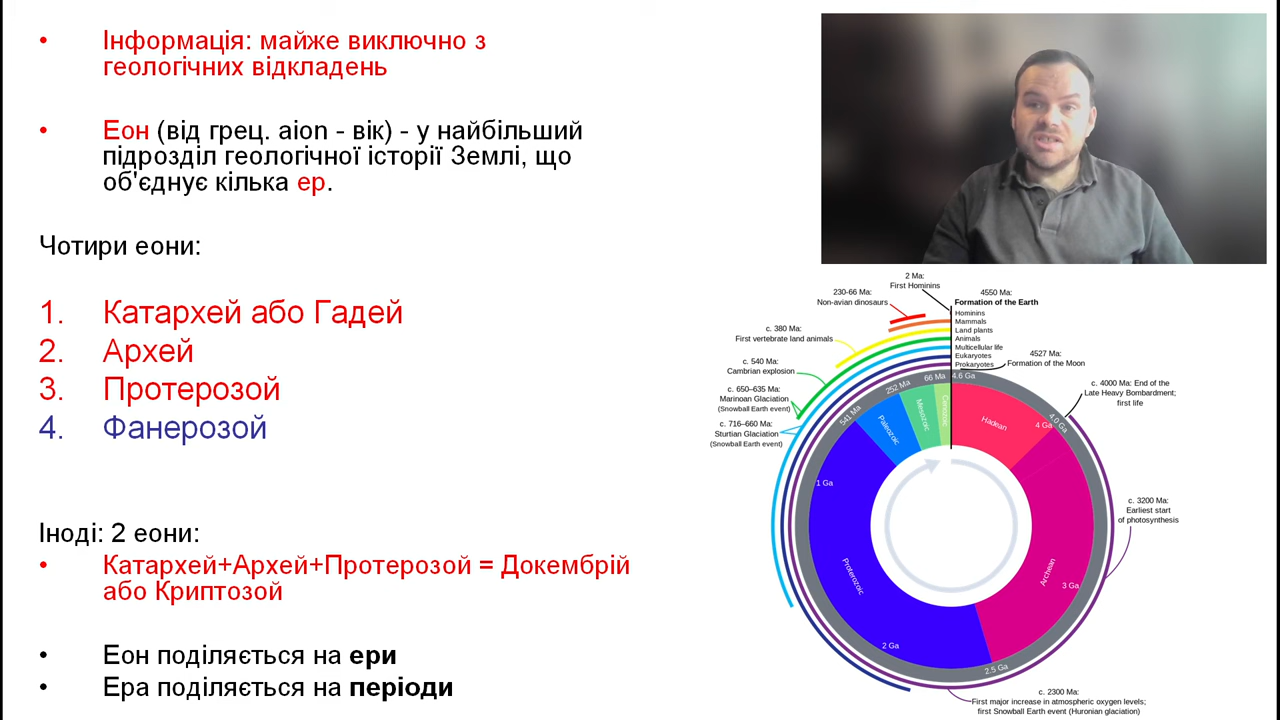 • Інформація: майже виключно з
геологічних відкладень
• Еон (від грец. aion - вік) - у найбільший
підрозділ геологічної історії Землі, що
об'єднує кілька ер.
Чотири еони:
1. Катархей або Гадей
2. Архей
3. Протерозой
4. Фанерозой
Іноді: 2 еони:
• Катархей+Архей+Протерозой = Докембрій
або Криптозой
• Еон поділяється на ери
• Ера поділяється на періоди
2 Ma:
First Hominins
230-66 Ma:
Non-avian dinosaurs
c. 380 Ma:
First vertebrate land animals
c. 540 Ma:
Cambrian explosion
c. 650–635 Ma:
Marinoan Glaciation
(Snowball Earth event)
c. 716–660 Ma:
Sturtian Glaciation
(Snowball Earth event)
4550 Ma:
Formation of the Earth
Hominins
Mammals
Land plants
Animals
Multicellular life
Eukaryotes
Prokaryotes
4527 Ma:
Formation of the Moon
c. 4000 Ma: End of the
Late Heavy Bombardment;
first life
c. 3200 Ma:
Earliest start
of photosynthesis
c. 2300 Ma:
First major increase in atmospheric oxygen levels;
first Snowball Earth event (Huronian glaciation)
4.6 Ga
4.0 Ga
2.5 Ga
541 Ma
252 Ma
66 Ma
Hadean
4 Ga
Archean
3 Ga
2 Ga
Proterozoic
1 Ga
Paleozoic
Mesozoic
Cenozoic